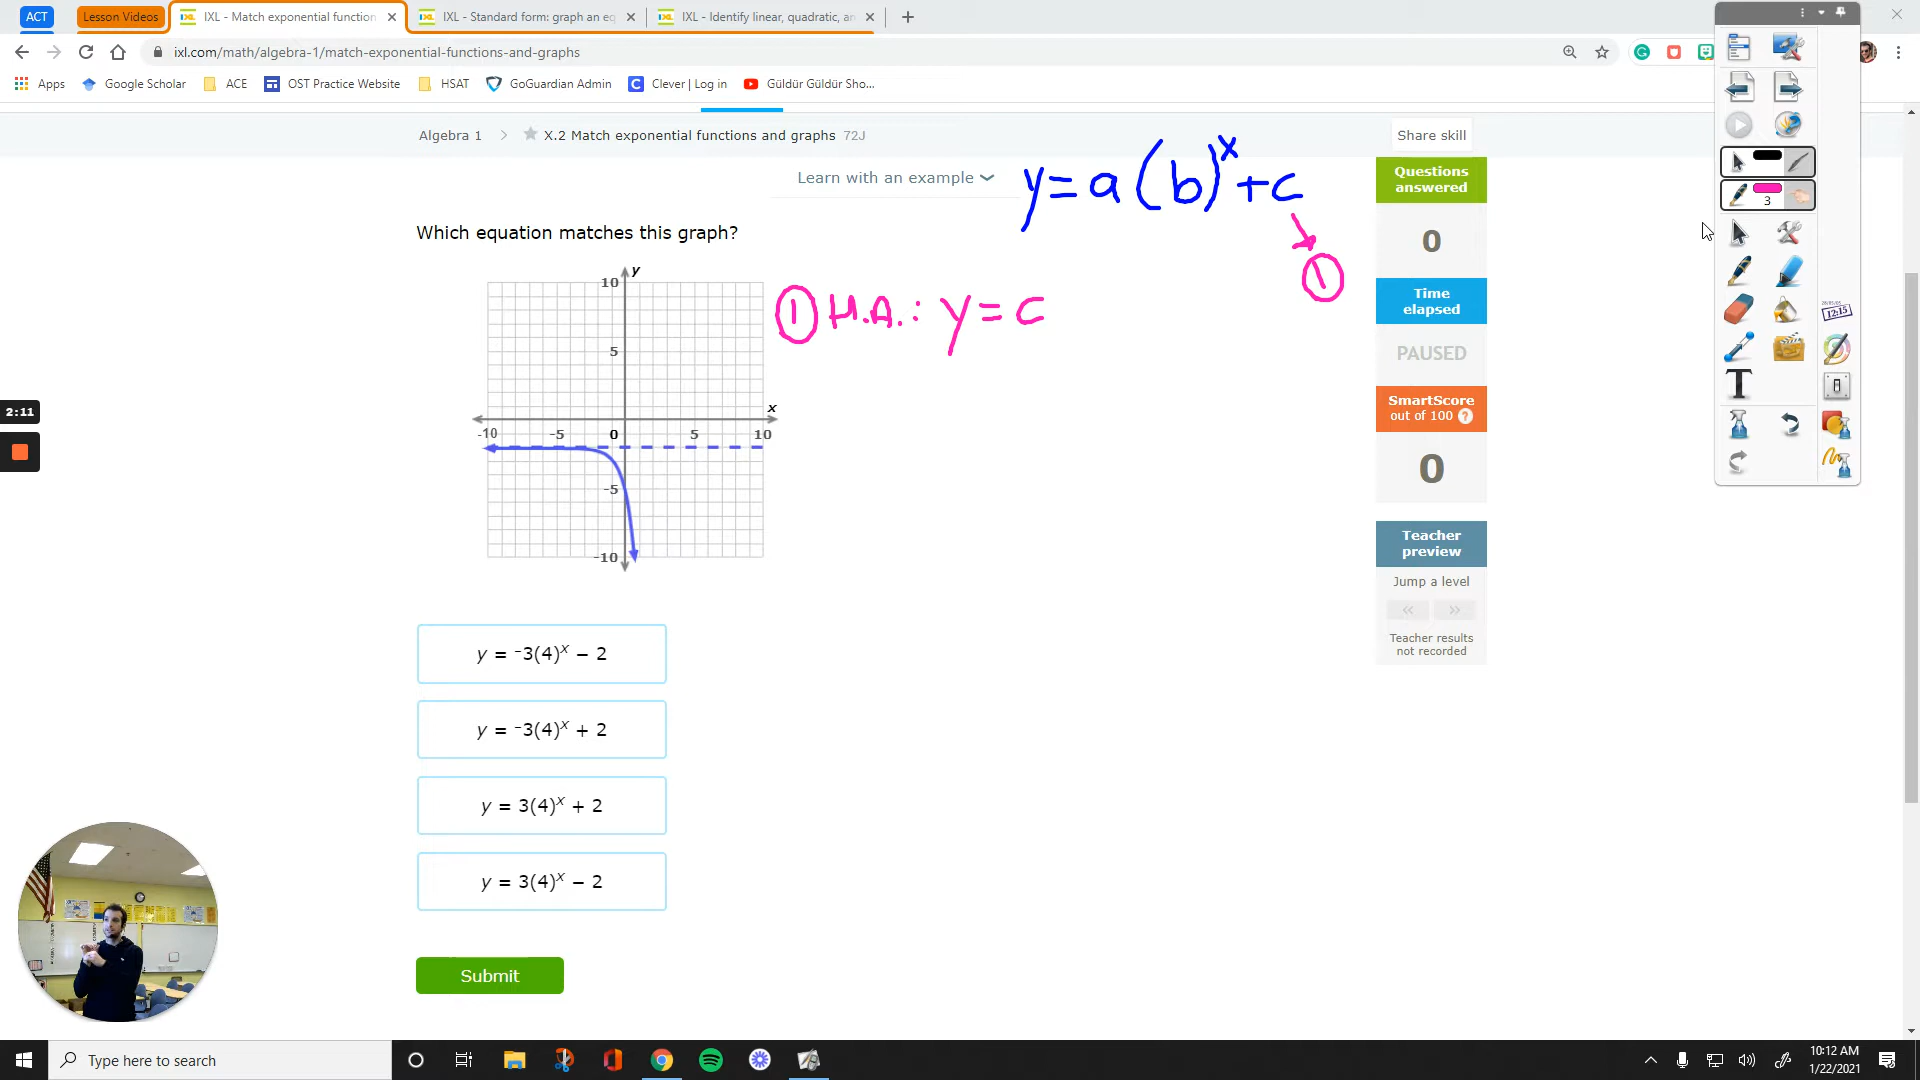 ACT
Lesson Videos
IXL - Match exponential function
IXL - Standard form: graph an eq
IXL - Identify linear, quadratic, an
ixl.com/math/algebra-1/match-exponential-functions-and-graphs
Apps
Google Scholar
ACE
OST Practice Website
HSAT
GoGuardian Admin
Clever | Log in
Güldür Güldür Sho...
Algebra 1 > X.2 Match exponential functions and graphs 72J
Share skill
Learn with an example
y=a(b)^x+c
①
Which equation matches this graph?
① H.A.: y=c
y
10
5
x
-10 -5 0 5 10
-5
-10
y = -3(4)^x − 2
y = -3(4)^x + 2
y = 3(4)^x + 2
y = 3(4)^x − 2
Submit
Questions
answered
0
Time
elapsed
PAUSED
SmartScore
out of 100 ?
0
Teacher
preview
Jump a level
<< >>
Teacher results
not recorded
3
12:15
T
2:11
Type here to search
10:12 AM
1/22/2021